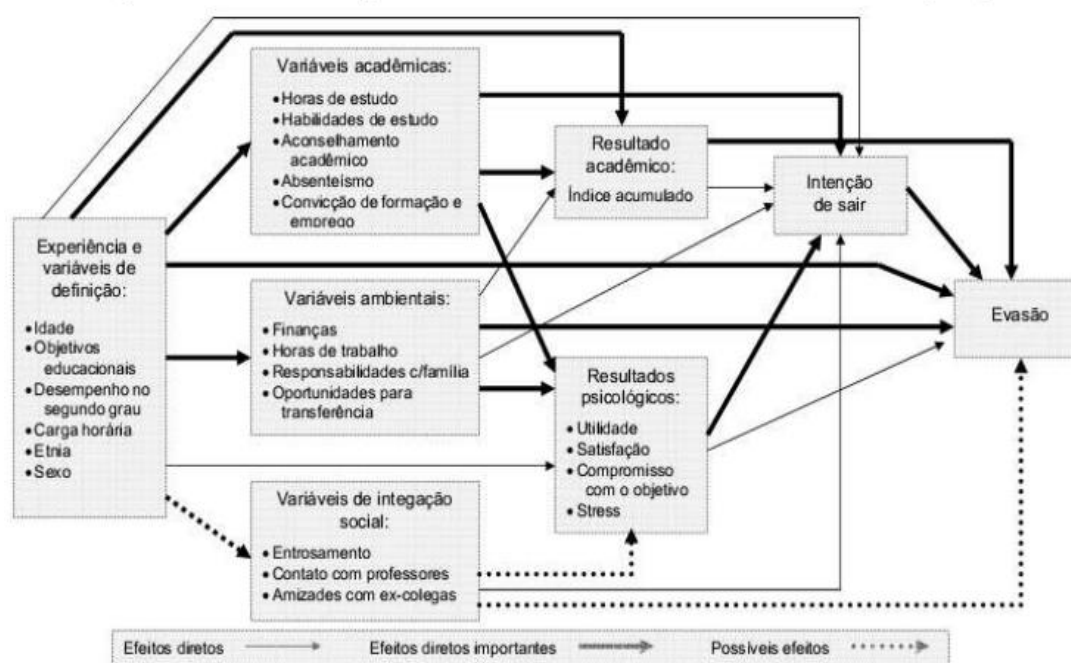 Variáveis acadêmicas:
• Horas de estudo
• Habilidades de estudo
• Aconselhamento
acadêmico
• Absenteísmo
• Convicção de formação e
emprego
Resultado
acadêmico:
Índice acumulado
Intenção
de sair
Experiência e
variáveis de
definição:
• Idade
• Objetivos
educacionais
• Desempenho no
segundo grau
• Carga horária
• Etnia
• Sexo
Variáveis ambientais:
• Finanças
• Horas de trabalho
• Responsabilidades c/família
• Oportunidades para
transferência
Evasão
Resultados
psicológicos:
• Utilidade
• Satisfação
• Compromisso
com o objetivo
• Stress
Variáveis de integação
social:
• Entrosamento
• Contato com professores
• Amizades com ex-colegas
Efeitos diretos Efeitos diretos importantes Possíveis efeitos